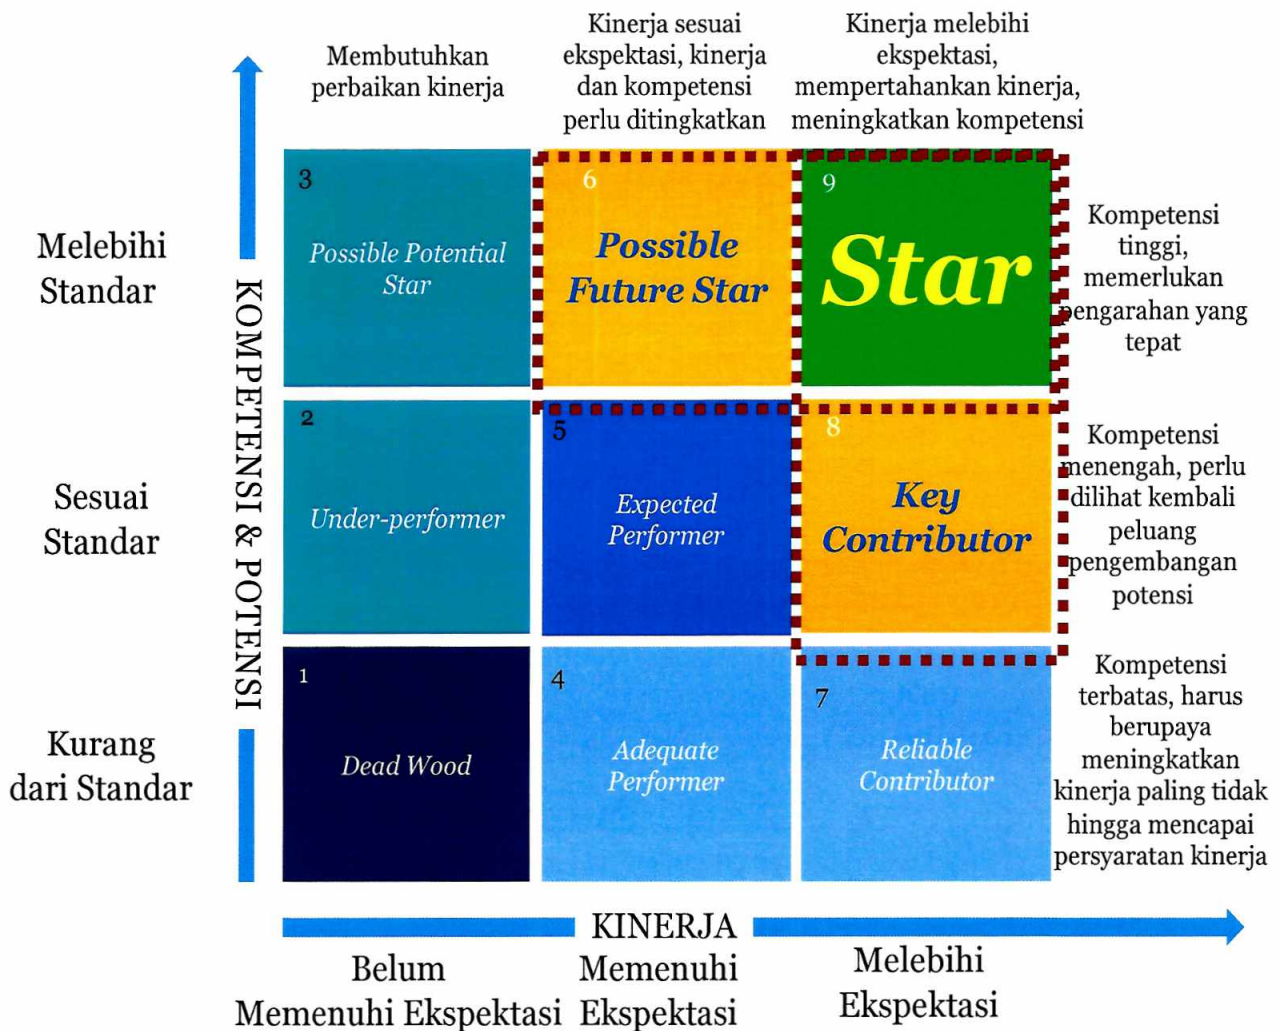 Membutuhkan
perbaikan kinerja
Kinerja sesuai
ekspektasi, kinerja
dan kompetensi
perlu ditingkatkan
Kinerja melebihi
ekspektasi,
mempertahankan kinerja,
meningkatkan kompetensi
KOMPETENSI & POTENSI
Melebihi
Standar
3
Possible Potential
Star
6
Possible
Future Star
9
Star
Kompetensi
tinggi,
memerlukan
pengarahan yang
tepat
Sesuai
Standar
2
Under-performer
5
Expected
Performer
8
Key
Contributor
Kompetensi
menengah, perlu
dilihat kembali
peluang
pengembangan
potensi
Kurang
dari Standar
1
Dead Wood
4
Adequate
Performer
7
Reliable
Contributor
Kompetensi
terbatas, harus
berupaya
meningkatkan
kinerja paling tidak
hingga mencapai
persyaratan kinerja
KINERJA
Belum
Memenuhi Ekspektasi
Memenuhi
Ekspektasi
Melebihi
Ekspektasi